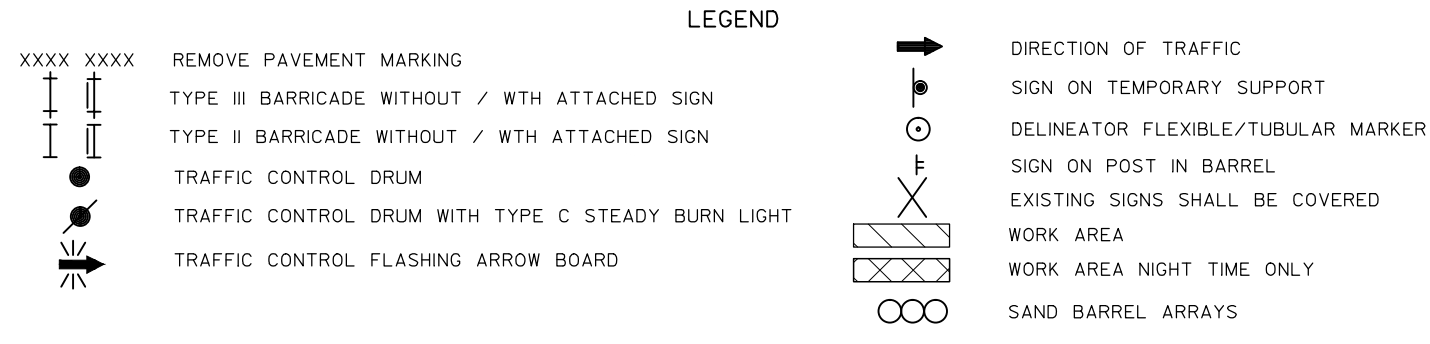 LEGEND
XXXX XXXX REMOVE PAVEMENT MARKING
TYPE III BARRICADE WITHOUT / WTH ATTACHED SIGN
TYPE II BARRICADE WITHOUT / WTH ATTACHED SIGN
TRAFFIC CONTROL DRUM
TRAFFIC CONTROL DRUM WITH TYPE C STEADY BURN LIGHT
TRAFFIC CONTROL FLASHING ARROW BOARD
DIRECTION OF TRAFFIC
SIGN ON TEMPORARY SUPPORT
DELINEATOR FLEXIBLE/TUBULAR MARKER
SIGN ON POST IN BARREL
EXISTING SIGNS SHALL BE COVERED
WORK AREA
WORK AREA NIGHT TIME ONLY
SAND BARREL ARRAYS